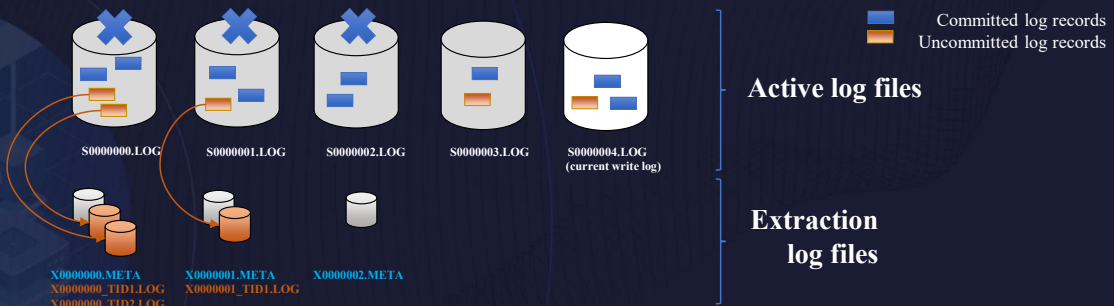 Committed log records
Uncommitted log records
Active log files
S0000000.LOG
S0000001.LOG
S0000002.LOG
S0000003.LOG
S0000004.LOG
(current write log)
Extraction
log files
X0000000.META
X0000000_TID1.LOG
X0000000_TID2.LOG
X0000001.META
X0000001_TID1.LOG
X0000002.META